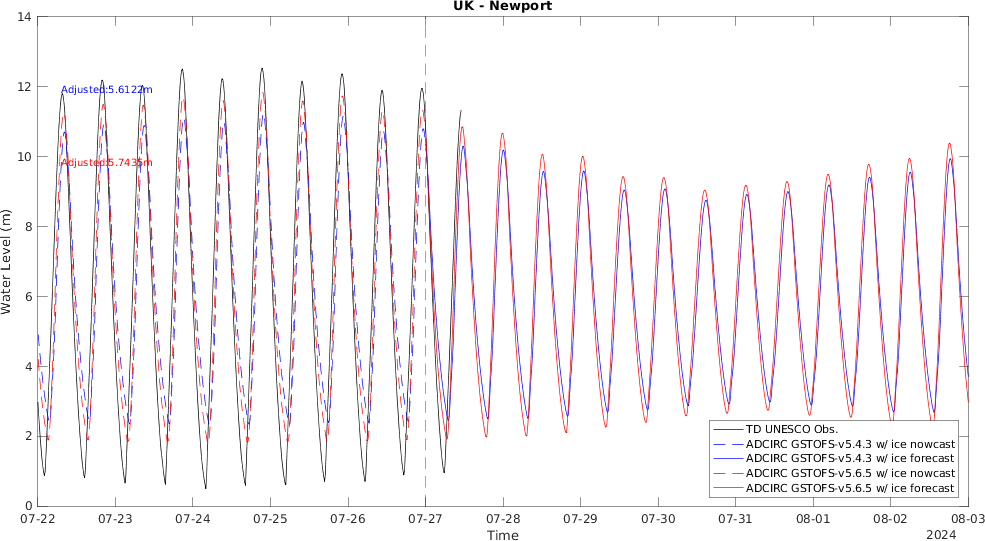 UK - Newport
14
12
10
8
6
4
2
0
Water Level (m)
Adjusted:5.6122m
Adjusted:5.7435m
TD UNESCO Obs.
ADCIRC GSTOFS-v5.4.3 w/ ice nowcast
ADCIRC GSTOFS-v5.4.3 w/ ice forecast
ADCIRC GSTOFS-v5.6.5 w/ ice nowcast
ADCIRC GSTOFS-v5.6.5 w/ ice forecast
07-22 07-23 07-24 07-25 07-26 07-27 07-28 07-29 07-30 07-31 08-01 08-02 08-03
Time
2024